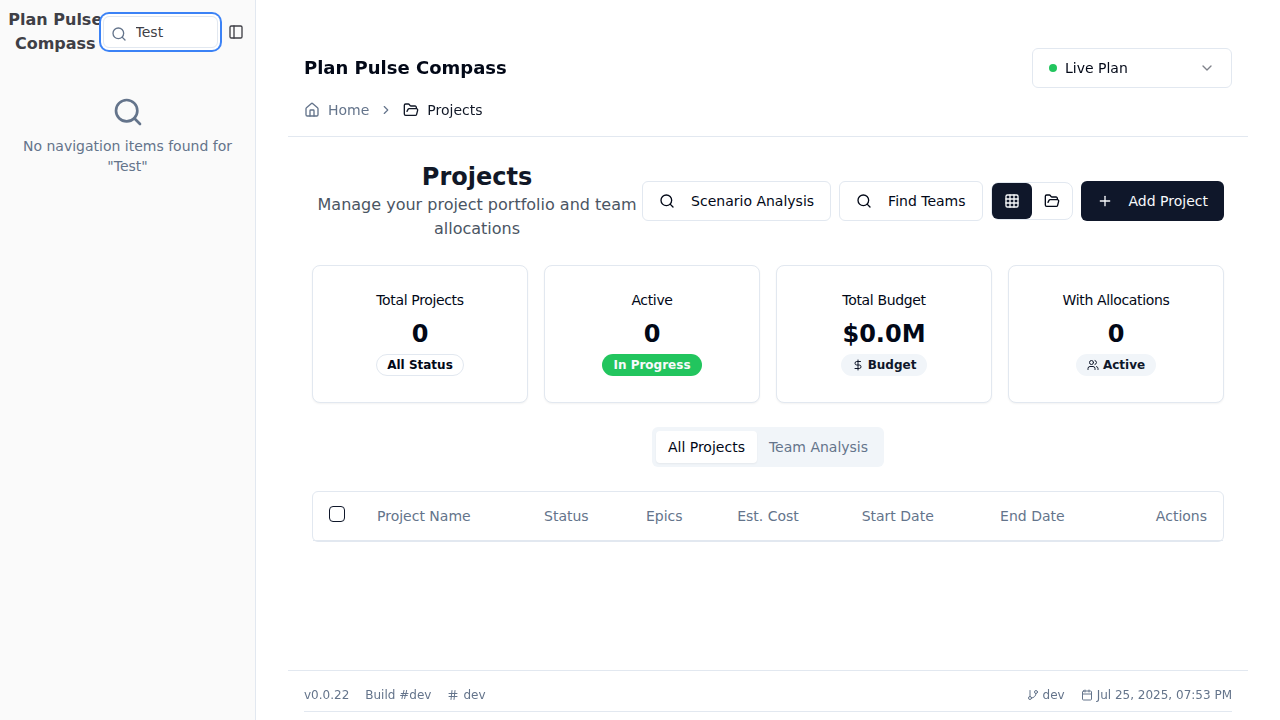 Plan Pulse
Compass
Test
No navigation items found for
"Test"
Plan Pulse Compass
Live Plan
Home
Projects
Projects
Manage your project portfolio and team
allocations
Scenario Analysis
Find Teams
Add Project
Total Projects
0
All Status
Active
0
In Progress
Total Budget
$0.0M
Budget
With Allocations
0
Active
All Projects
Team Analysis
Project Name Status Epics Est. Cost Start Date End Date Actions
v0.0.22 Build #dev # dev
dev Jul 25, 2025, 07:53 PM